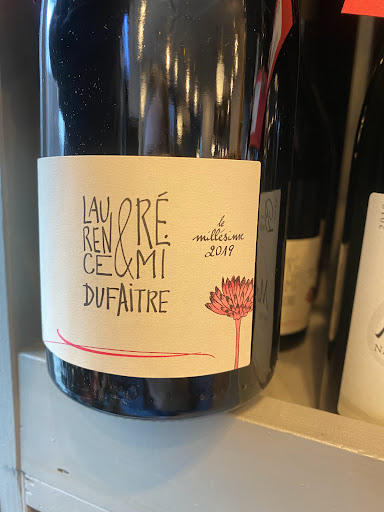 LAU RÉ.
REN &
CE MI
DUFAITRE
le
millésime
2019